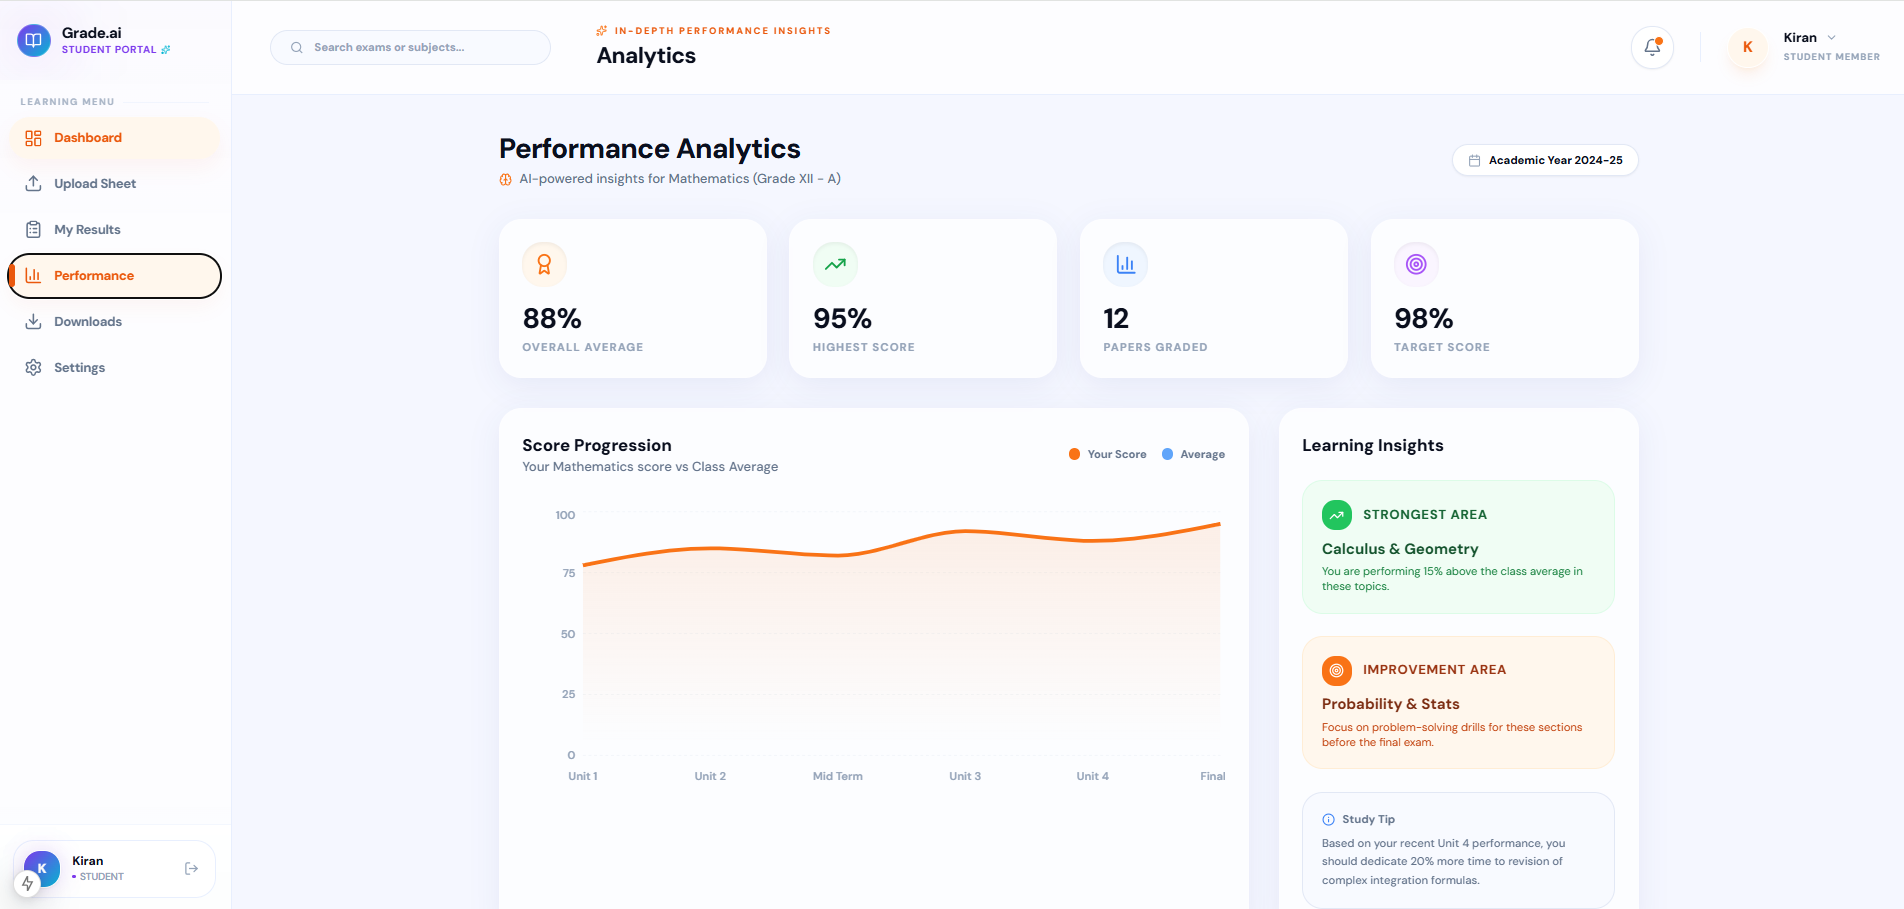 Grade.ai
STUDENT PORTAL
LEARNING MENU
Dashboard
Upload Sheet
My Results
Performance
Downloads
Settings
K
Kiran
STUDENT
Search exams or subjects...
IN-DEPTH PERFORMANCE INSIGHTS
Analytics
K
Kiran
STUDENT MEMBER
Performance Analytics
AI-powered insights for Mathematics (Grade XII - A)
Academic Year 2024-25
88%
OVERALL AVERAGE
95%
HIGHEST SCORE
12
PAPERS GRADED
98%
TARGET SCORE
Score Progression
Your Mathematics score vs Class Average
Your Score
Average
100
75
50
25
0
Unit 1
Unit 2
Mid Term
Unit 3
Unit 4
Final
Learning Insights
STRONGEST AREA
Calculus & Geometry
You are performing 15% above the class average in
these topics.
IMPROVEMENT AREA
Probability & Stats
Focus on problem-solving drills for these sections
before the final exam.
Study Tip
Based on your recent Unit 4 performance, you
should dedicate 20% more time to revision of
complex integration formulas.